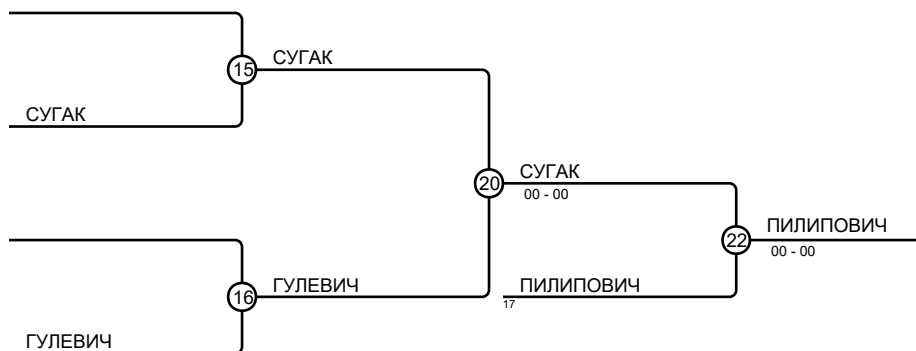 15
СУГАК
СУГАК
20
СУГАК
00 - 00
22
ПИЛИПОВИЧ
00 - 00
16
ГУЛЕВИЧ
ПИЛИПОВИЧ
17
ГУЛЕВИЧ